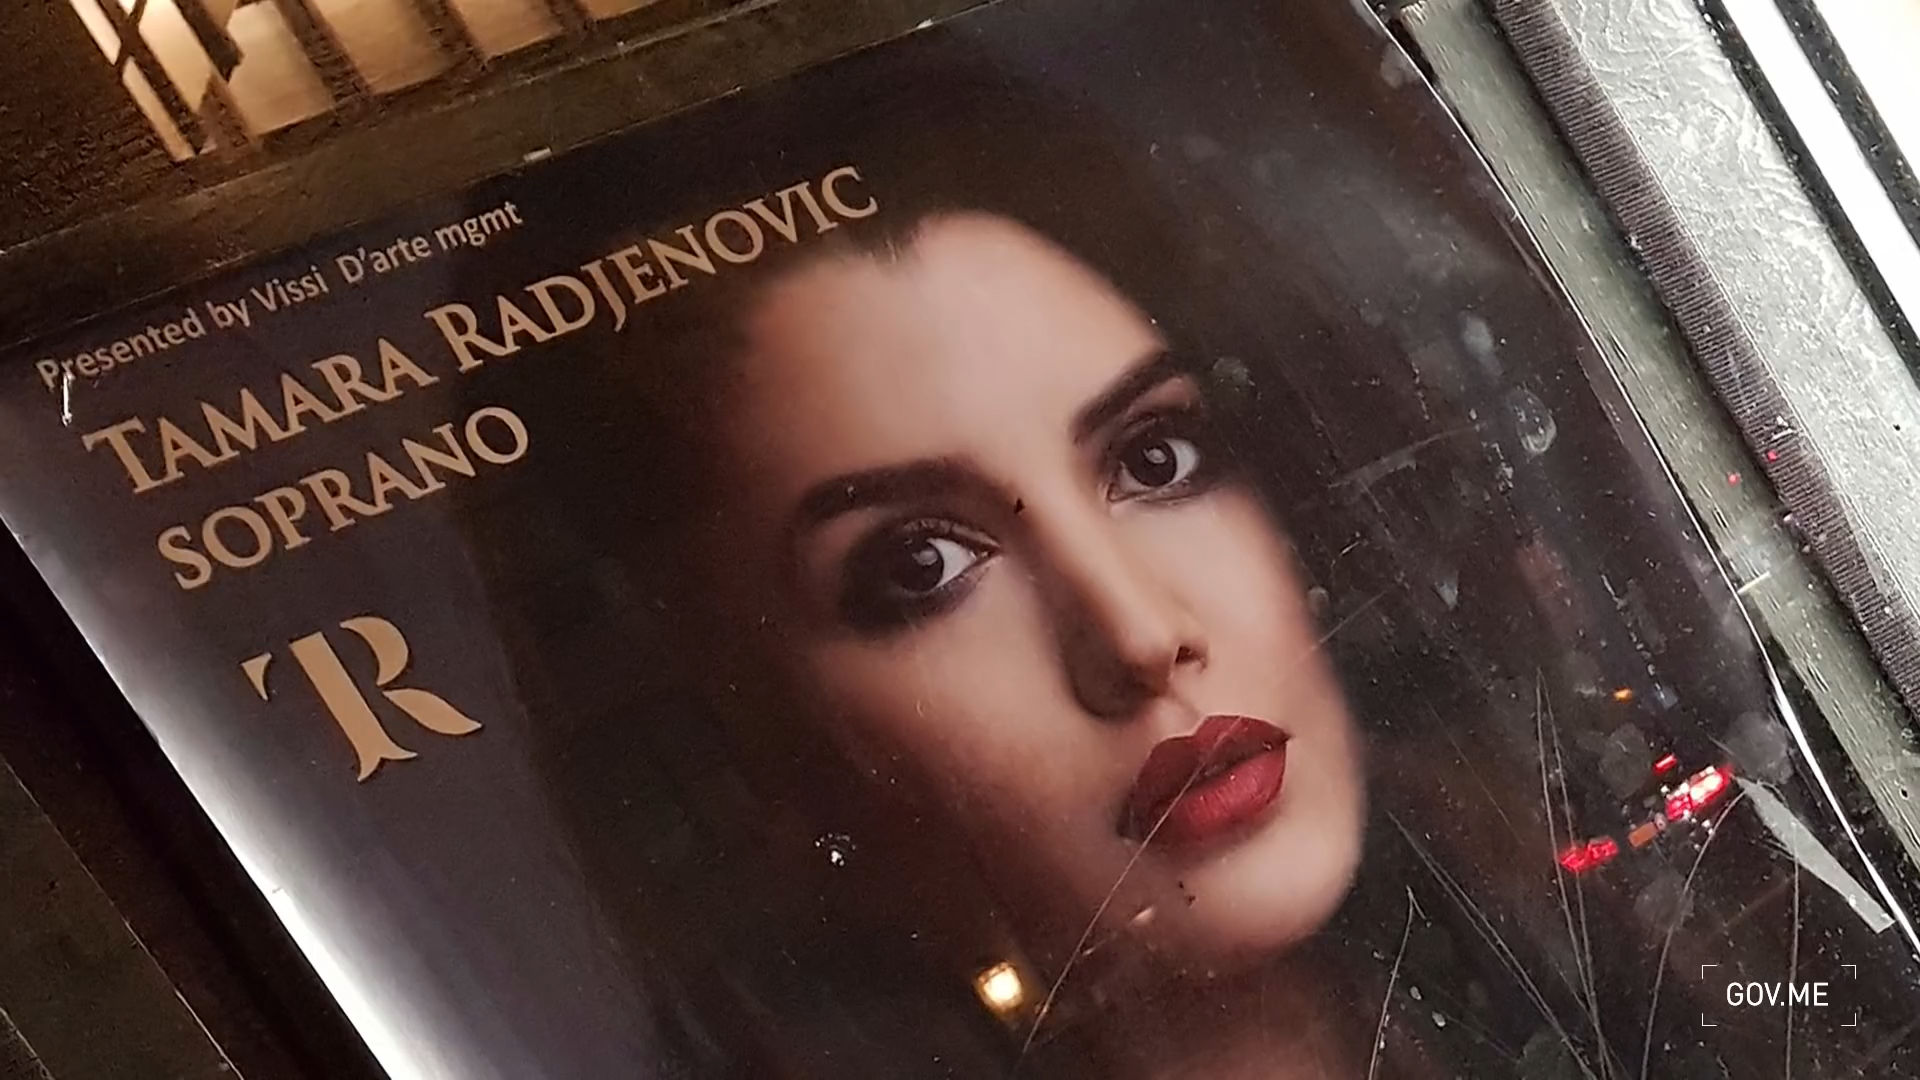 Presented by Vissi D'arte mgmt
TAMARA RADJENOVIC
SOPRANO
TR
GOV.ME